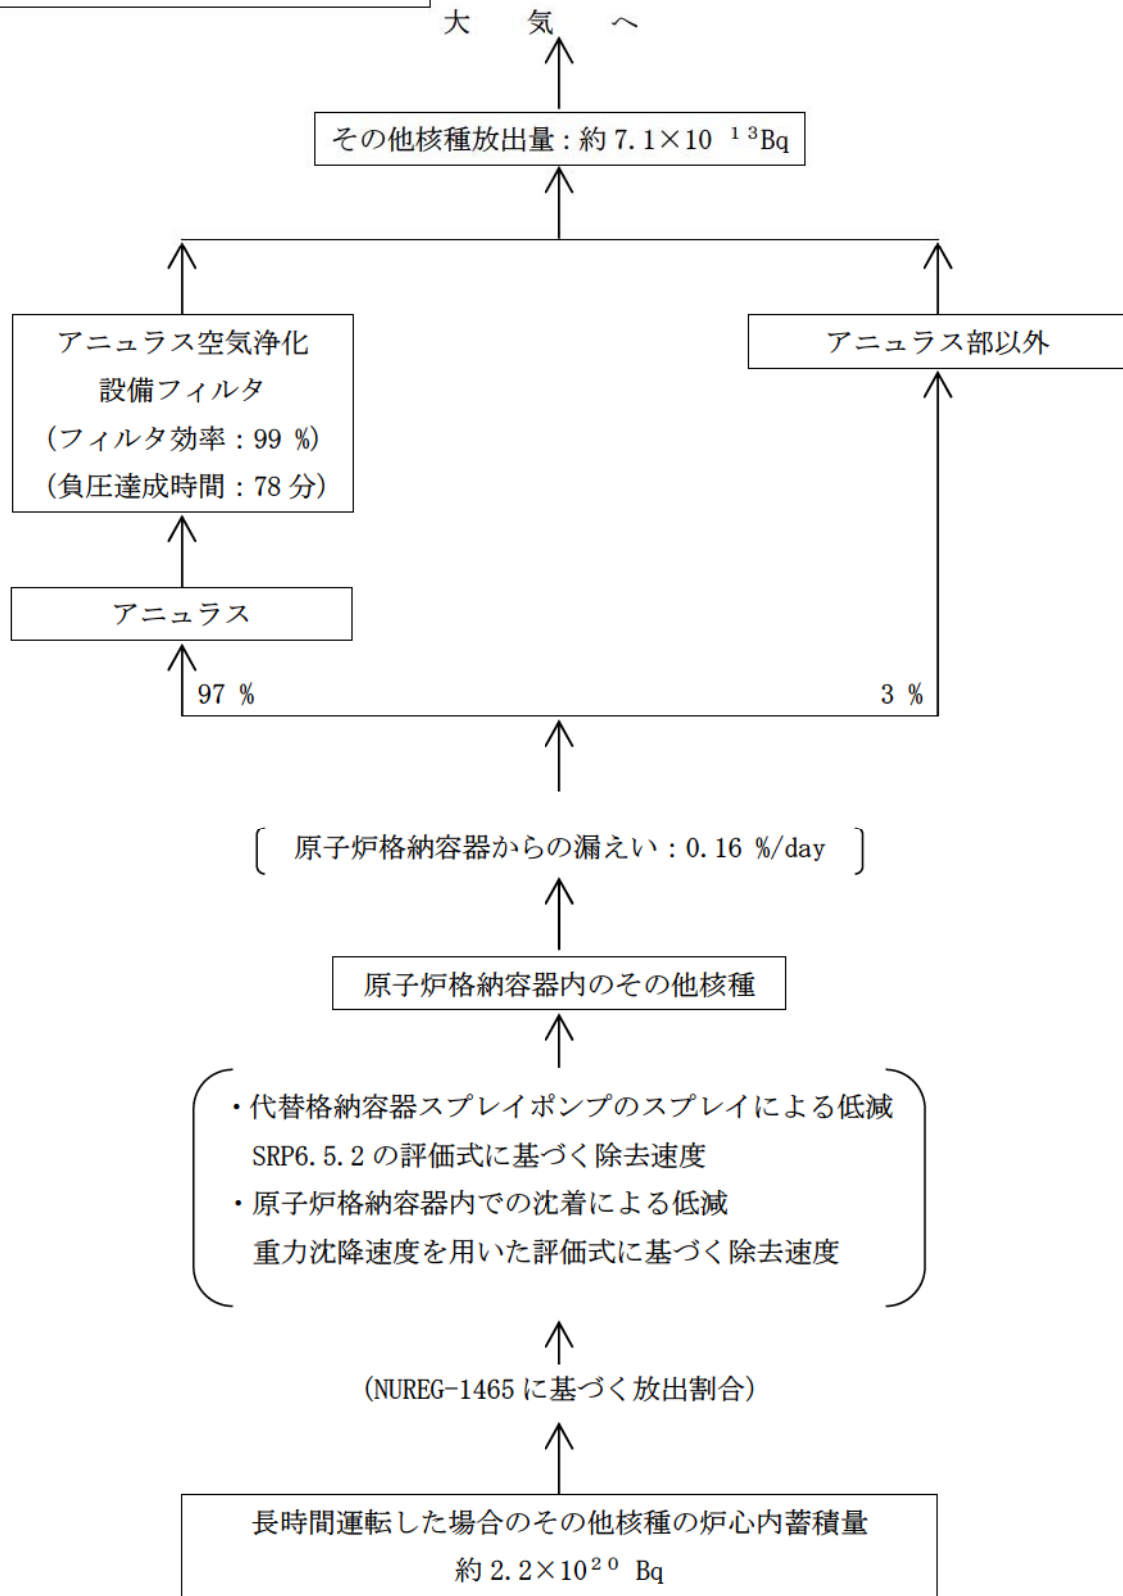 大　気　へ
その他核種放出量：約 7.1×10 ¹³Bq
アニュラス空気浄化
設備フィルタ
(フィルタ効率：99 %)
(負圧達成時間：78 分)
アニュラス部以外
アニュラス
97 %
3 %
原子炉格納容器からの漏えい：0.16 %/day
原子炉格納容器内のその他核種
・代替格納容器スプレイポンプのスプレイによる低減
SRP6.5.2 の評価式に基づく除去速度
・原子炉格納容器内での沈着による低減
重力沈降速度を用いた評価式に基づく除去速度
(NUREG-1465 に基づく放出割合)
長時間運転した場合のその他核種の炉心内蓄積量
約 2.2×10²⁰ Bq